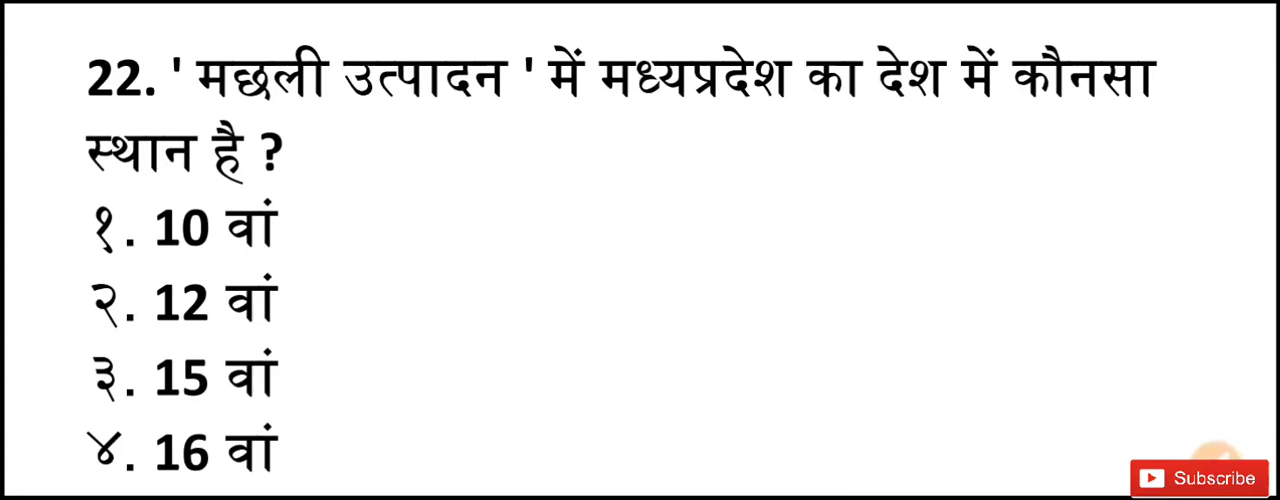 22. ' मछली उत्पादन ' में मध्यप्रदेश का देश में कौनसा
स्थान है ?
१. 10 वां
२. 12 वां
३. 15 वां
४. 16 वां
Subscribe